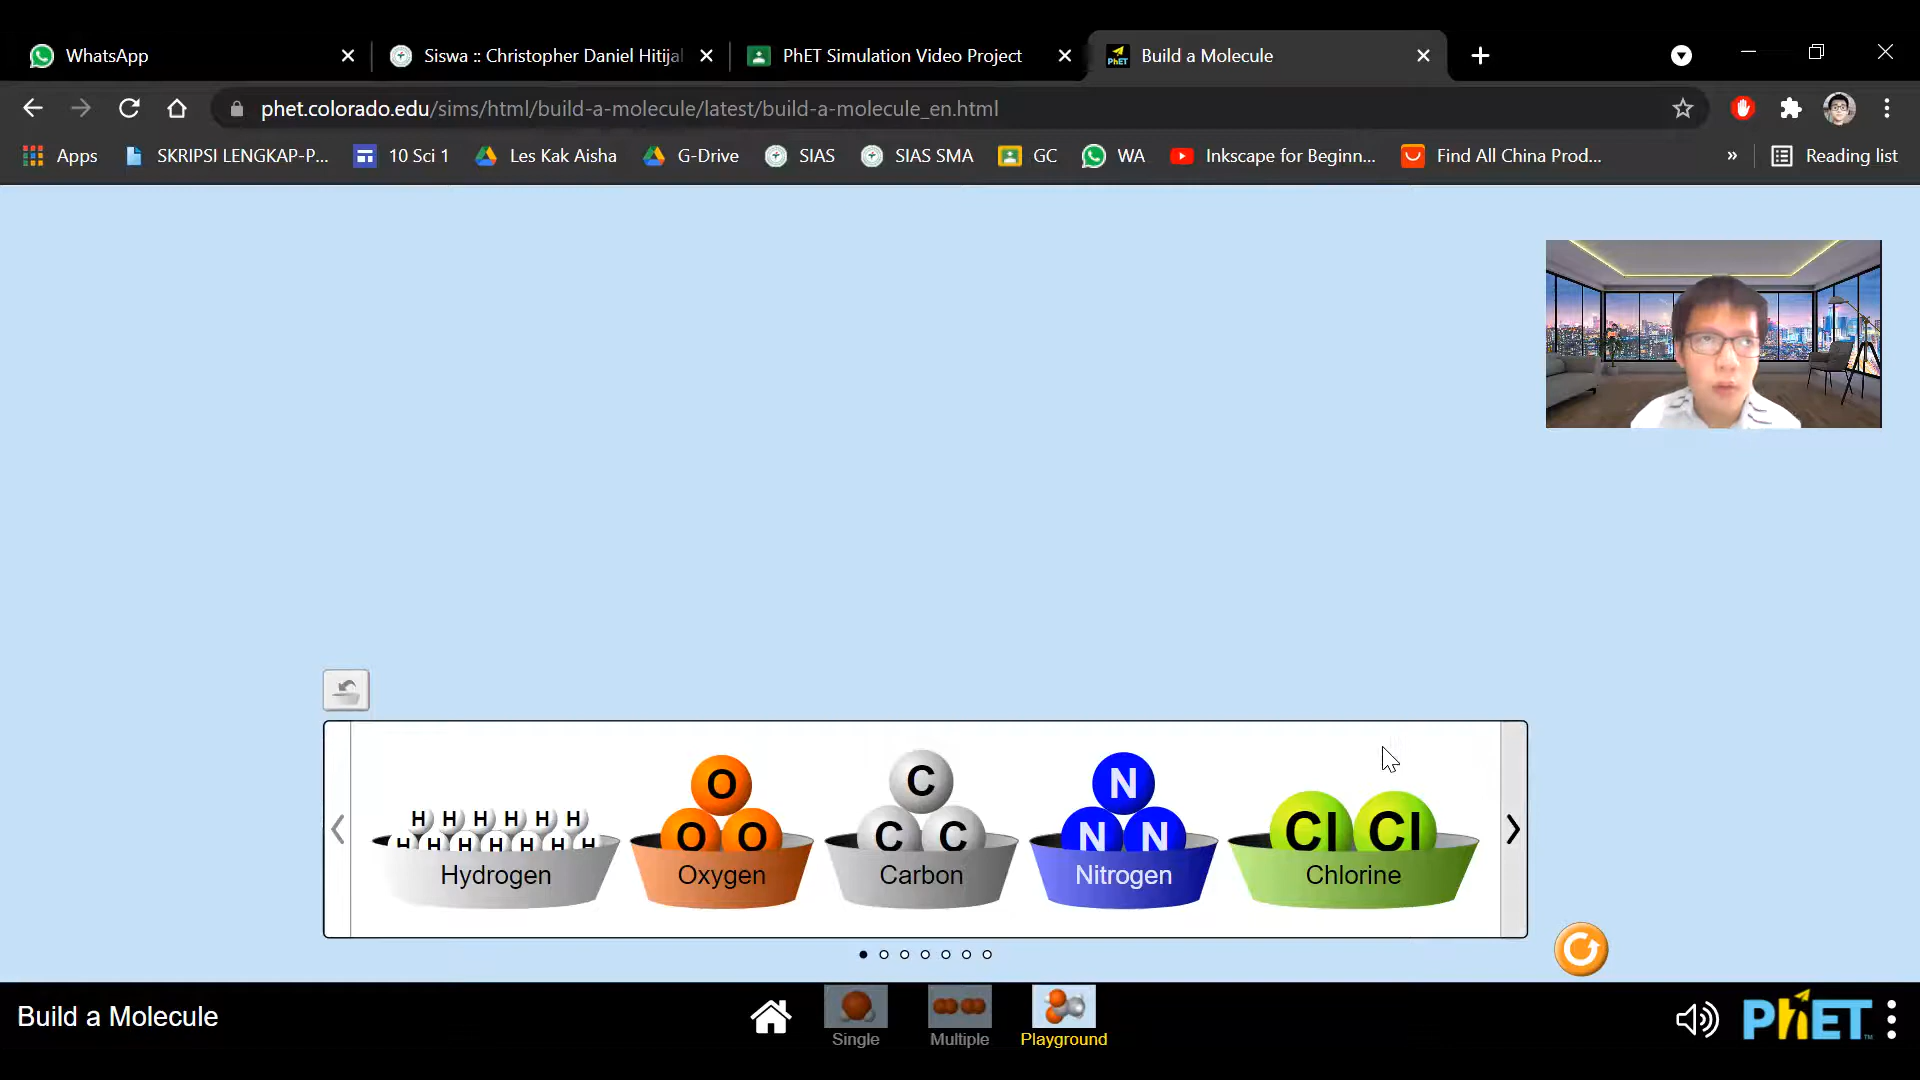 WhatsApp
Siswa :: Christopher Daniel Hitijal
PhET Simulation Video Project
Build a Molecule
phet.colorado.edu/sims/html/build-a-molecule/latest/build-a-molecule_en.html
Apps SKRIPSI LENGKAP-P... 10 Sci 1 Les Kak Aisha G-Drive SIAS SIAS SMA GC WA Inkscape for Beginn... Find All China Prod... » Reading list
H H H H H H O C N
H H H H H H H O O C C N N Cl Cl
Hydrogen Oxygen Carbon Nitrogen Chlorine
Build a Molecule
Single Multiple Playground
PhET